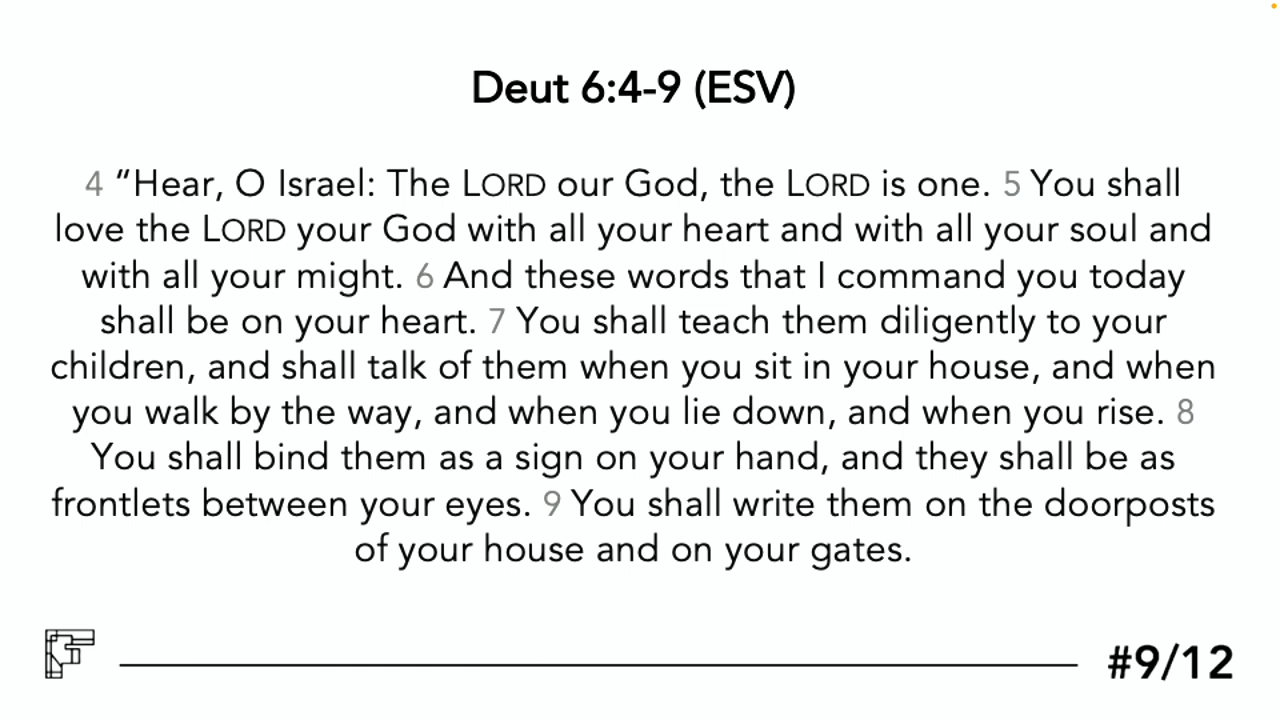 Deut 6:4-9 (ESV)
4 “Hear, O Israel: The LORD our God, the LORD is one. 5 You shall
love the LORD your God with all your heart and with all your soul and
with all your might. 6 And these words that I command you today
shall be on your heart. 7 You shall teach them diligently to your
children, and shall talk of them when you sit in your house, and when
you walk by the way, and when you lie down, and when you rise. 8
You shall bind them as a sign on your hand, and they shall be as
frontlets between your eyes. 9 You shall write them on the doorposts
of your house and on your gates.
#9/12